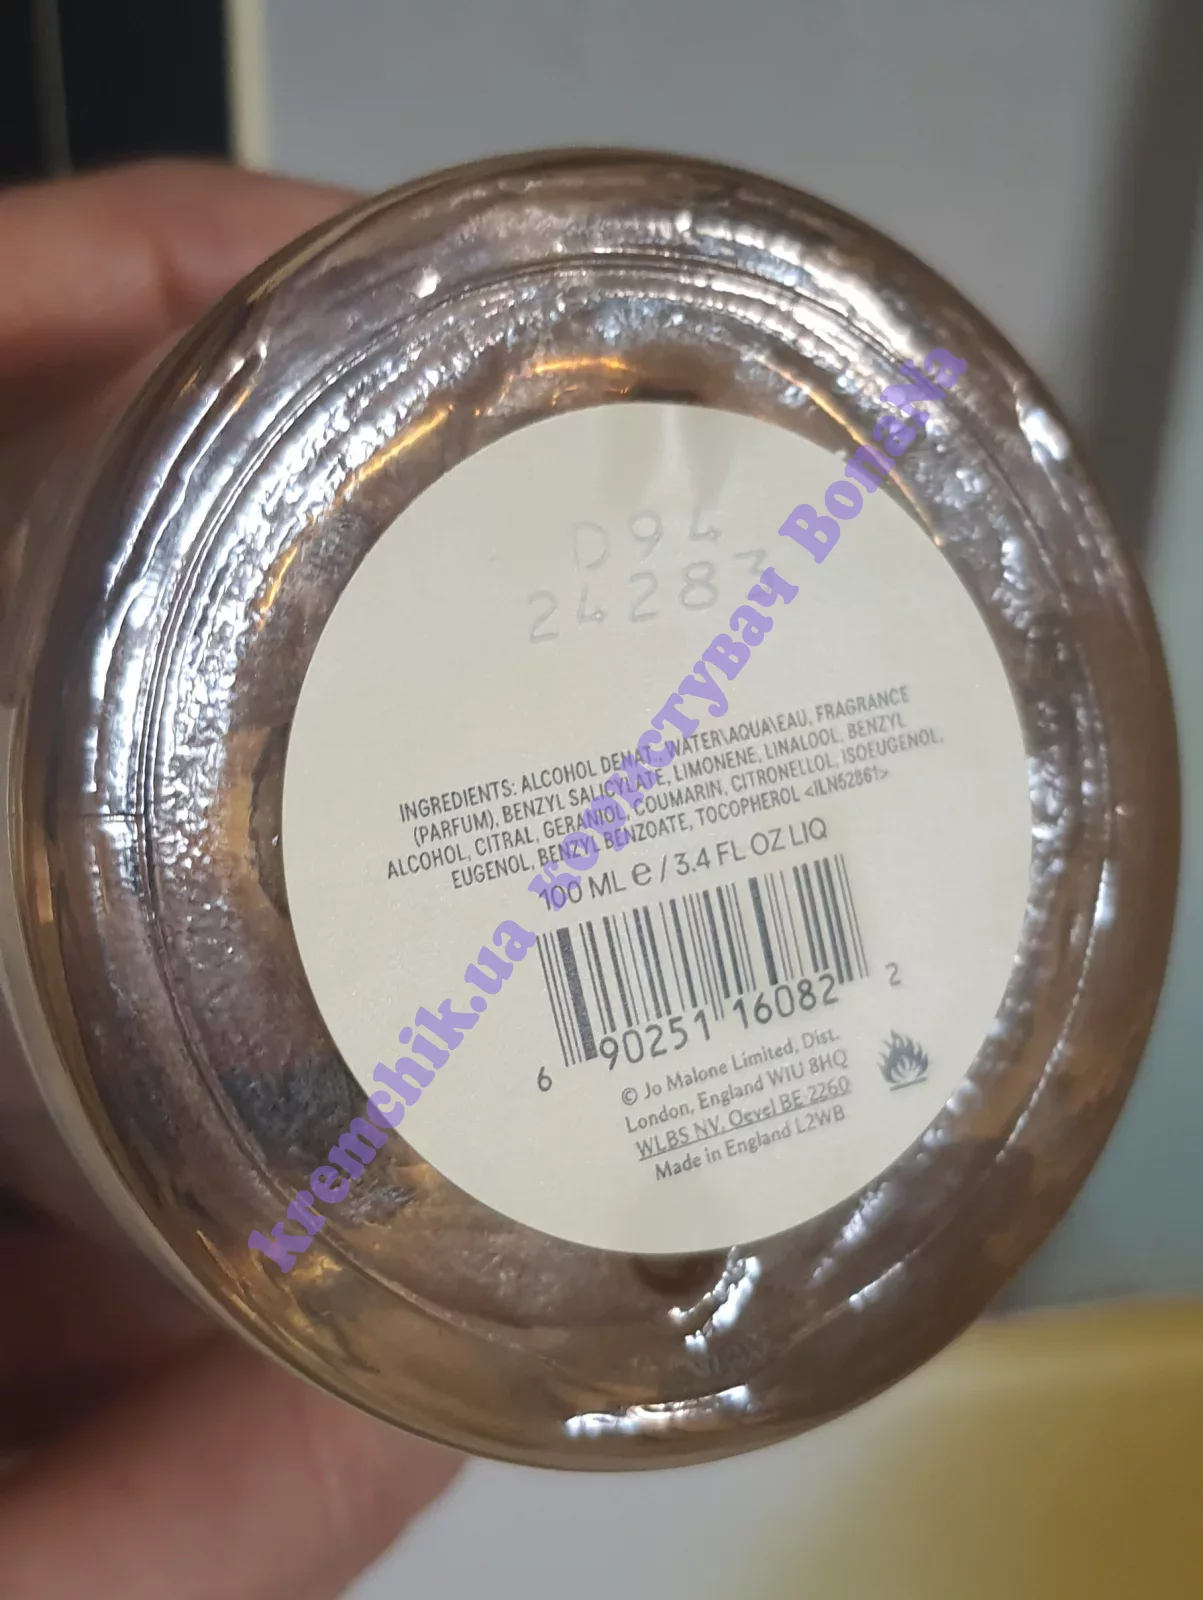 D94
24283
INGREDIENTS: ALCOHOL DENAT., WATER\AQUA\EAU, FRAGRANCE
(PARFUM), BENZYL SALICYLATE, LIMONENE, LINALOOL, BENZYL
ALCOHOL, CITRAL, GERANIOL, COUMARIN, CITRONELLOL, ISOEUGENOL,
EUGENOL, BENZYL BENZOATE, TOCOPHEROL <ILN52861>
100 ML e / 3.4 FL OZ LIQ
6 90251 16082 2
© Jo Malone Limited, Dist.
London, England W1U 8HQ
WLBS NV, Oevel BE 2260
Made in England L2WB
kremchik.ua користувач BonaNa